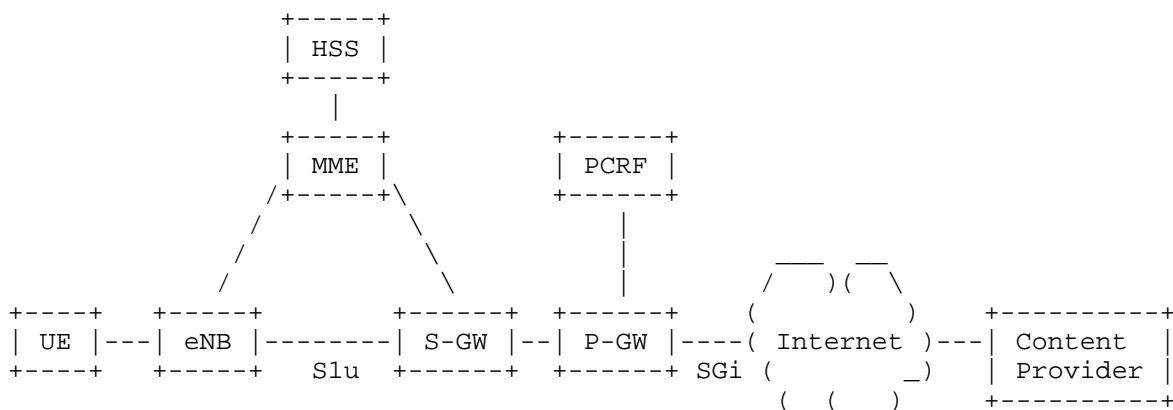 HSS
MME PCRF
UE eNB S-GW P-GW Internet Content
S1u SGi Provider